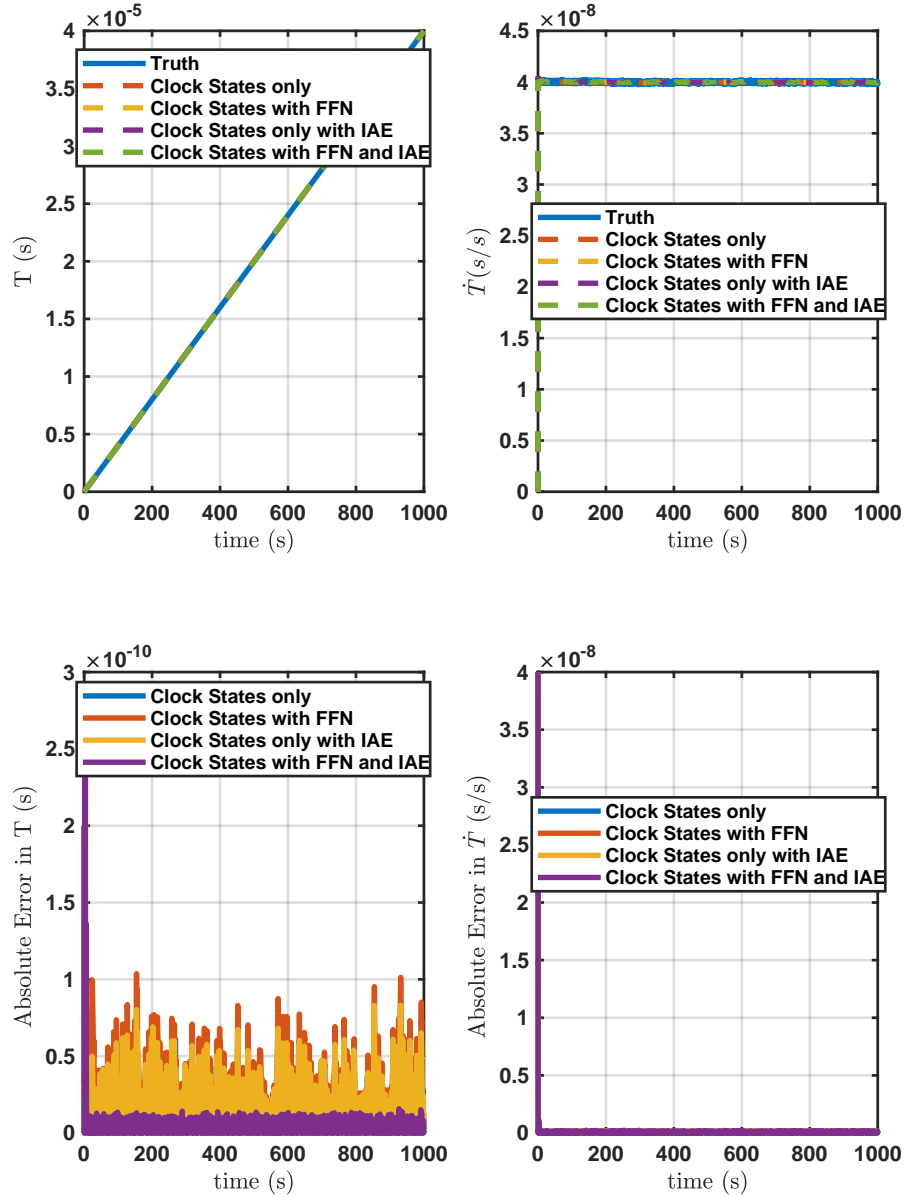 ×10⁻⁵
4
3.5
3
2.5
2
1.5
1
0.5
0
T (s)
Truth
Clock States only
Clock States with FFN
Clock States only with IAE
Clock States with FFN and IAE
0 200 400 600 800 1000
time (s)
×10⁻⁸
4.5
4
3.5
3
2.5
2
1.5
1
0.5
0
Ṫ(s/s)
Truth
Clock States only
Clock States with FFN
Clock States only with IAE
Clock States with FFN and IAE
0 200 400 600 800 1000
time (s)
×10⁻¹⁰
3
2.5
2
1.5
1
0.5
0
Absolute Error in T (s)
Clock States only
Clock States with FFN
Clock States only with IAE
Clock States with FFN and IAE
0 200 400 600 800 1000
time (s)
×10⁻⁸
4
3.5
3
2.5
2
1.5
1
0.5
0
Absolute Error in Ṫ (s/s)
Clock States only
Clock States with FFN
Clock States only with IAE
Clock States with FFN and IAE
0 200 400 600 800 1000
time (s)